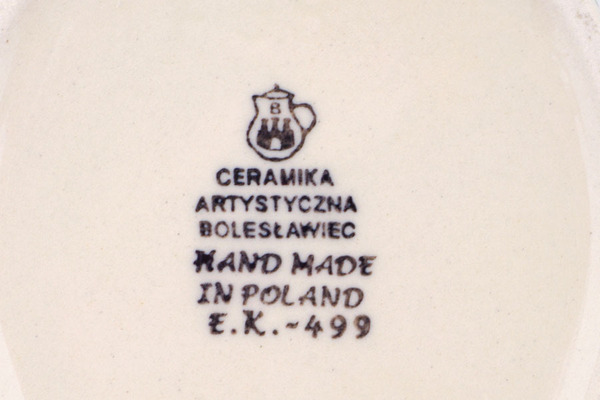 B
CERAMIKA
ARTYSTYCZNA
BOLESŁAWIEC
HAND MADE
IN POLAND
E.K.~499